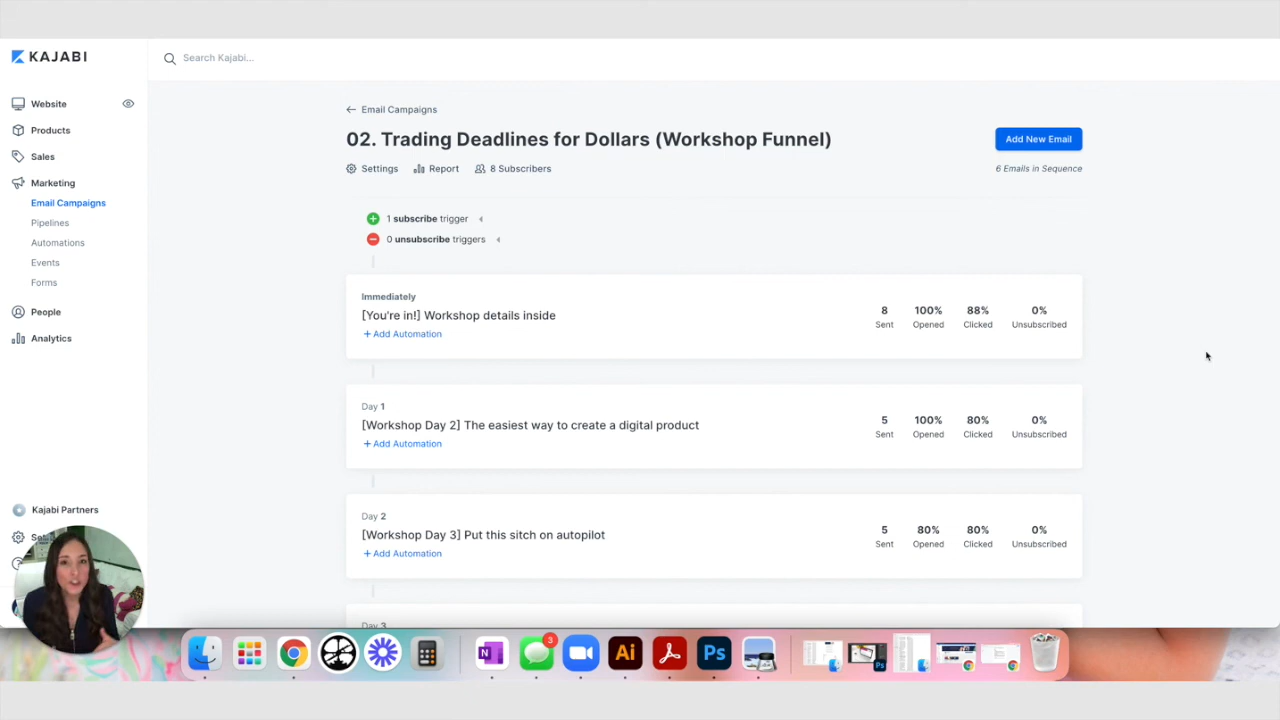 KAJABI
Search Kajabi...
Website
Products
Sales
Marketing
Email Campaigns
Pipelines
Automations
Events
Forms
People
Analytics
Kajabi Partners
← Email Campaigns
02. Trading Deadlines for Dollars (Workshop Funnel)
Add New Email
Settings Report 8 Subscribers
6 Emails in Sequence
1 subscribe trigger
0 unsubscribe triggers
Immediately
[You're in!] Workshop details inside
+ Add Automation
8 100% 88% 0%
Sent Opened Clicked Unsubscribed
Day 1
[Workshop Day 2] The easiest way to create a digital product
+ Add Automation
5 100% 80% 0%
Sent Opened Clicked Unsubscribed
Day 2
[Workshop Day 3] Put this sitch on autopilot
+ Add Automation
5 80% 80% 0%
Sent Opened Clicked Unsubscribed
Day 3
N 3 Ai Ps